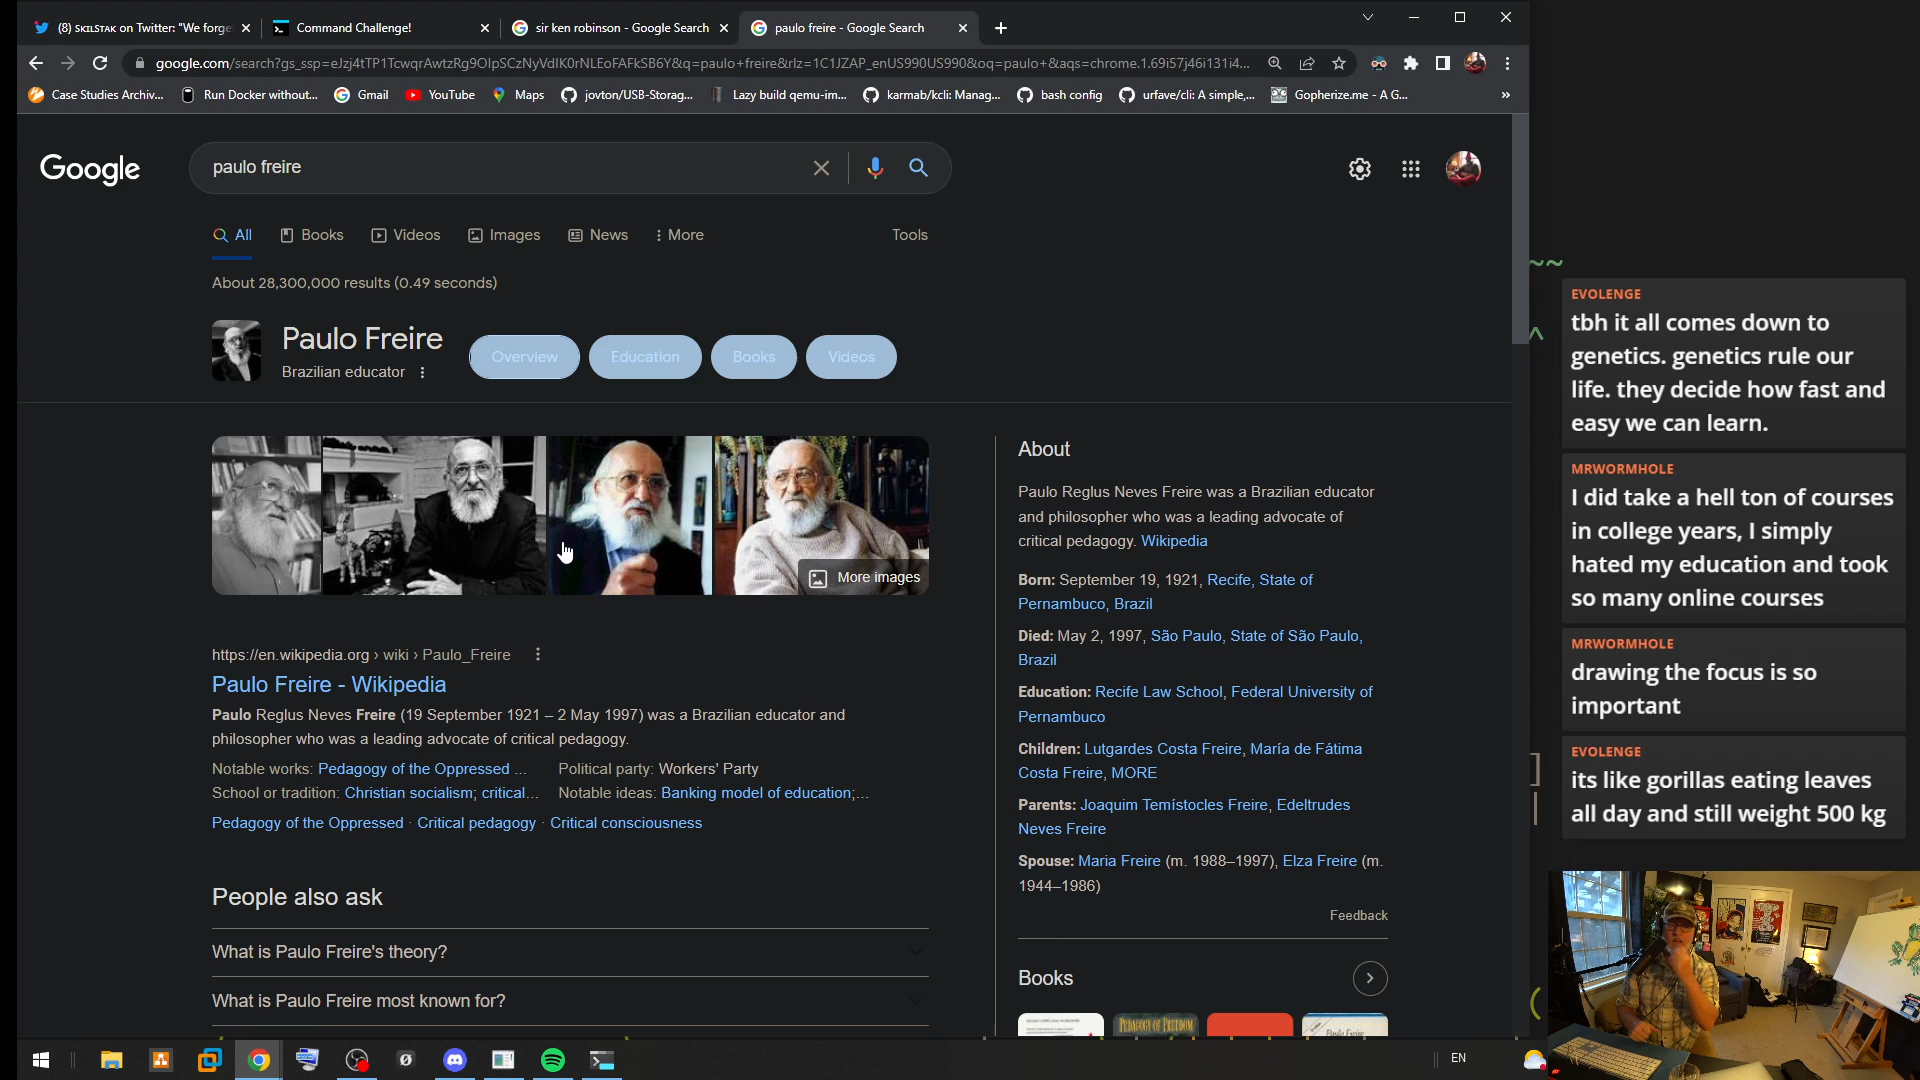 (8) SKILSTAK on Twitter: "We forge
Command Challenge!
sir ken robinson - Google Search
paulo freire - Google Search
google.com/search?gs_ssp=eJzj4tTP1TcwqrAwtzRg9OIpSCzNyVdIK0rNLEoFAFkSB6Y&q=paulo+freire&rlz=1C1JZAP_enUS990US990&oq=paulo+&aqs=chrome.1.69i57j46i131i4...
Case Studies Archiv...
Run Docker without...
Gmail
YouTube
Maps
jovton/USB-Storag...
Lazy build qemu-im...
karmab/kcli: Manag...
bash config
urfave/cli: A simple,...
Gopherize.me - A G...
»
Google
paulo freire
All
Books
Videos
Images
News
More
Tools
About 28,300,000 results (0.49 seconds)
Paulo Freire
Brazilian educator
Overview
Education
Books
Videos
More images
https://en.wikipedia.org › wiki › Paulo_Freire
Paulo Freire - Wikipedia
Paulo Reglus Neves Freire (19 September 1921 – 2 May 1997) was a Brazilian educator and
philosopher who was a leading advocate of critical pedagogy.
Notable works: Pedagogy of the Oppressed ...
Political party: Workers' Party
School or tradition: Christian socialism; critical...
Notable ideas: Banking model of education;...
Pedagogy of the Oppressed · Critical pedagogy · Critical consciousness
People also ask
What is Paulo Freire's theory?
What is Paulo Freire most known for?
About
Paulo Reglus Neves Freire was a Brazilian educator
and philosopher who was a leading advocate of
critical pedagogy. Wikipedia
Born: September 19, 1921, Recife, State of
Pernambuco, Brazil
Died: May 2, 1997, São Paulo, State of São Paulo,
Brazil
Education: Recife Law School, Federal University of
Pernambuco
Children: Lutgardes Costa Freire, María de Fátima
Costa Freire, MORE
Parents: Joaquim Temístocles Freire, Edeltrudes
Neves Freire
Spouse: Maria Freire (m. 1988–1997), Elza Freire (m.
1944–1986)
Feedback
Books
PEDAGOGY OF FREEDOM
Paulo Freire
~~
^
]
|
(
EVOLENGE
tbh it all comes down to
genetics. genetics rule our
life. they decide how fast and
easy we can learn.
MRWORMHOLE
I did take a hell ton of courses
in college years, I simply
hated my education and took
so many online courses
MRWORMHOLE
drawing the focus is so
important
EVOLENGE
its like gorillas eating leaves
all day and still weight 500 kg
EN